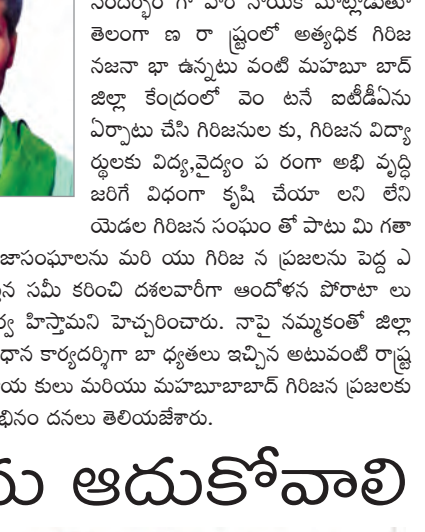 సందర్భం గా వారి నాయక్ మాట్లాడుతూ
తెలంగా ణ రా ష్ట్రంలో అత్యధిక గిరిజ
నజనా భా ఉన్నటు వంటి మహబూ బాద్
జిల్లా కేంద్రంలో వెం టనే ఐటీడీఏను
ఏర్పాటు చేసి గిరిజనుల కు, గిరిజన విద్యా
ర్థులకు విద్య,వైద్యం ప రంగా అభి వృద్ధి
జరిగే విధంగా కృషి చేయా లని లేని
యెడల గిరిజన సంఘం తో పాటు మి గతా
జాసంఘాలను మరి యు గిరిజ న ప్రజలను పెద్ద ఎ
న సమీ కరించి దశలవారీగా ఆందోళన పోరాటా లు
ర్వ హిస్తామని హెచ్చరించారు. నాపై నమ్మకంతో జిల్లా
ధాన కార్యదర్శిగా బా ధ్యతలు ఇచ్చిన అటువంటి రాష్ట్ర
య కులు మరియు మహబూబాబాద్ గిరిజన ప్రజలకు
భినం దనలు తెలియజేశారు.
ను ఆదుకోవాలి